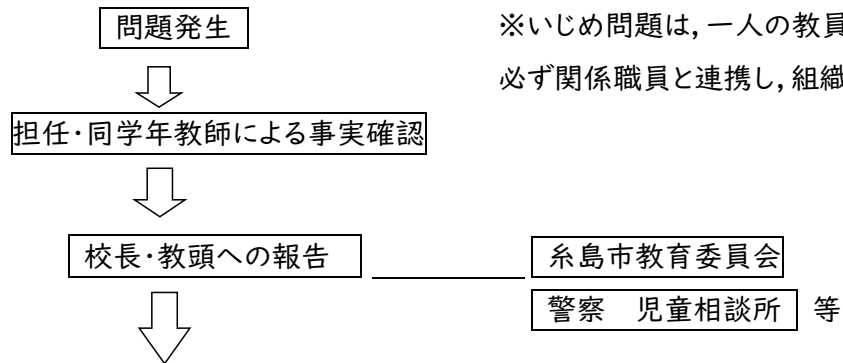 問題発生
※いじめ問題は,一人の教員
必ず関係職員と連携し,組織
担任・同学年教師による事実確認
校長・教頭への報告
糸島市教育委員会
警察　児童相談所　等